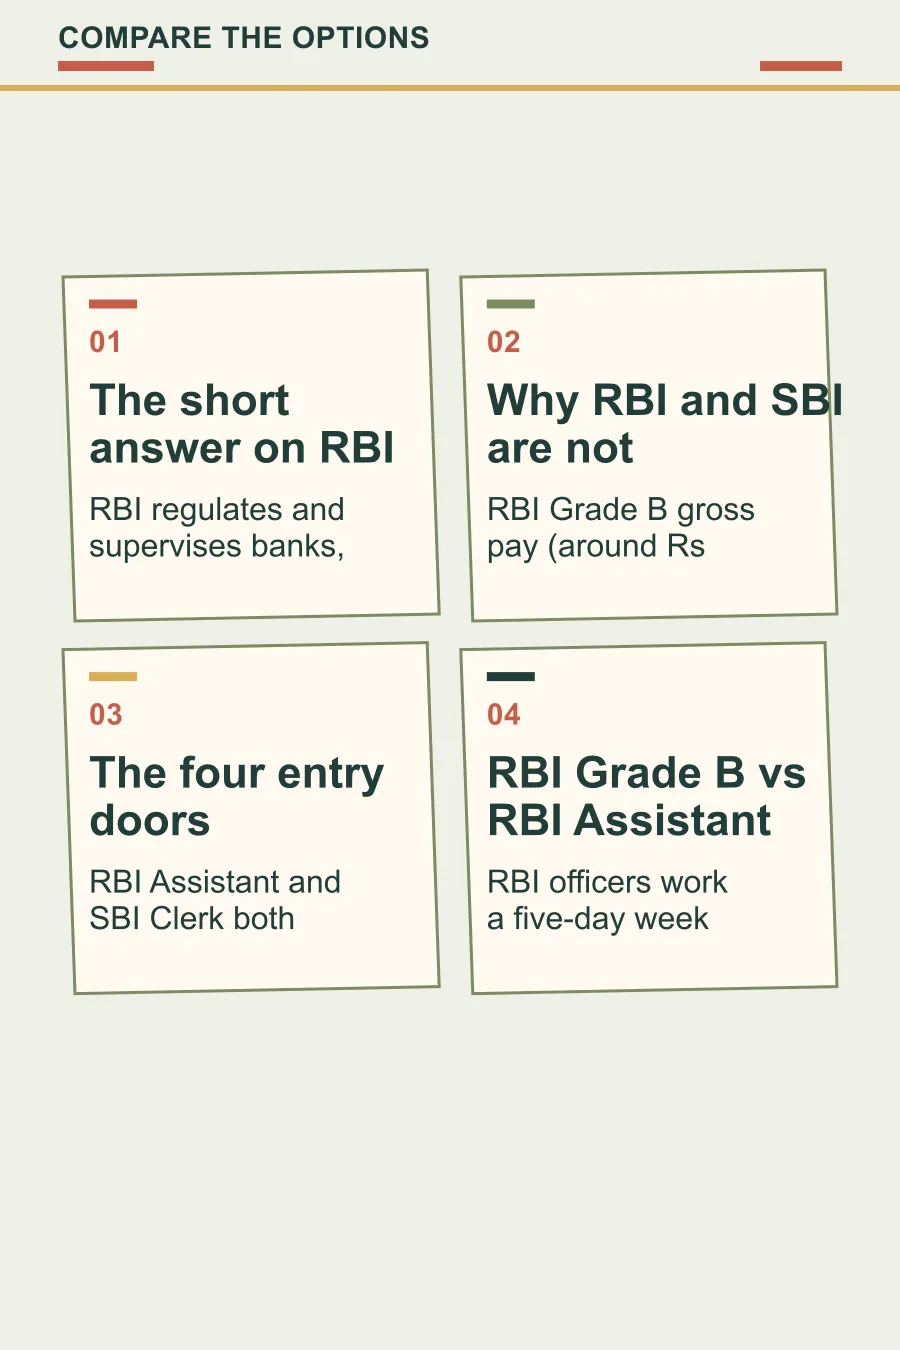 COMPARE THE OPTIONS
01
The short
answer on RBI
RBI regulates and
supervises banks,
02
Why RBI and SBI
are not
RBI Grade B gross
pay (around Rs
03
The four entry
doors
RBI Assistant and
SBI Clerk both
04
RBI Grade B vs
RBI Assistant
RBI officers work
a five-day week